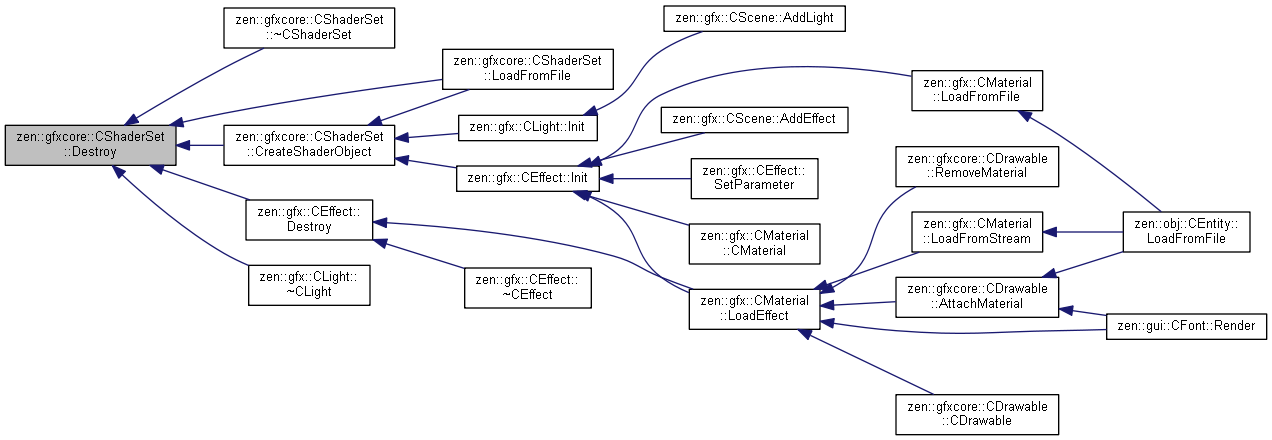 zen::gfxcore::CShaderSet
::Destroy
zen::gfxcore::CShaderSet
::~CShaderSet
zen::gfxcore::CShaderSet
::LoadFromFile
zen::gfxcore::CShaderSet
::CreateShaderObject
zen::gfx::CEffect::
Destroy
zen::gfx::CLight::
~CLight
zen::gfx::CLight::Init
zen::gfx::CEffect::Init
zen::gfx::CEffect::
~CEffect
zen::gfx::CScene::AddLight
zen::gfx::CScene::AddEffect
zen::gfx::CEffect::
SetParameter
zen::gfx::CMaterial
::CMaterial
zen::gfx::CMaterial
::LoadEffect
zen::gfx::CMaterial
::LoadFromFile
zen::gfxcore::CDrawable
::RemoveMaterial
zen::gfx::CMaterial
::LoadFromStream
zen::gfxcore::CDrawable
::AttachMaterial
zen::gfxcore::CDrawable
::CDrawable
zen::obj::CEntity::
LoadFromFile
zen::gui::CFont::Render